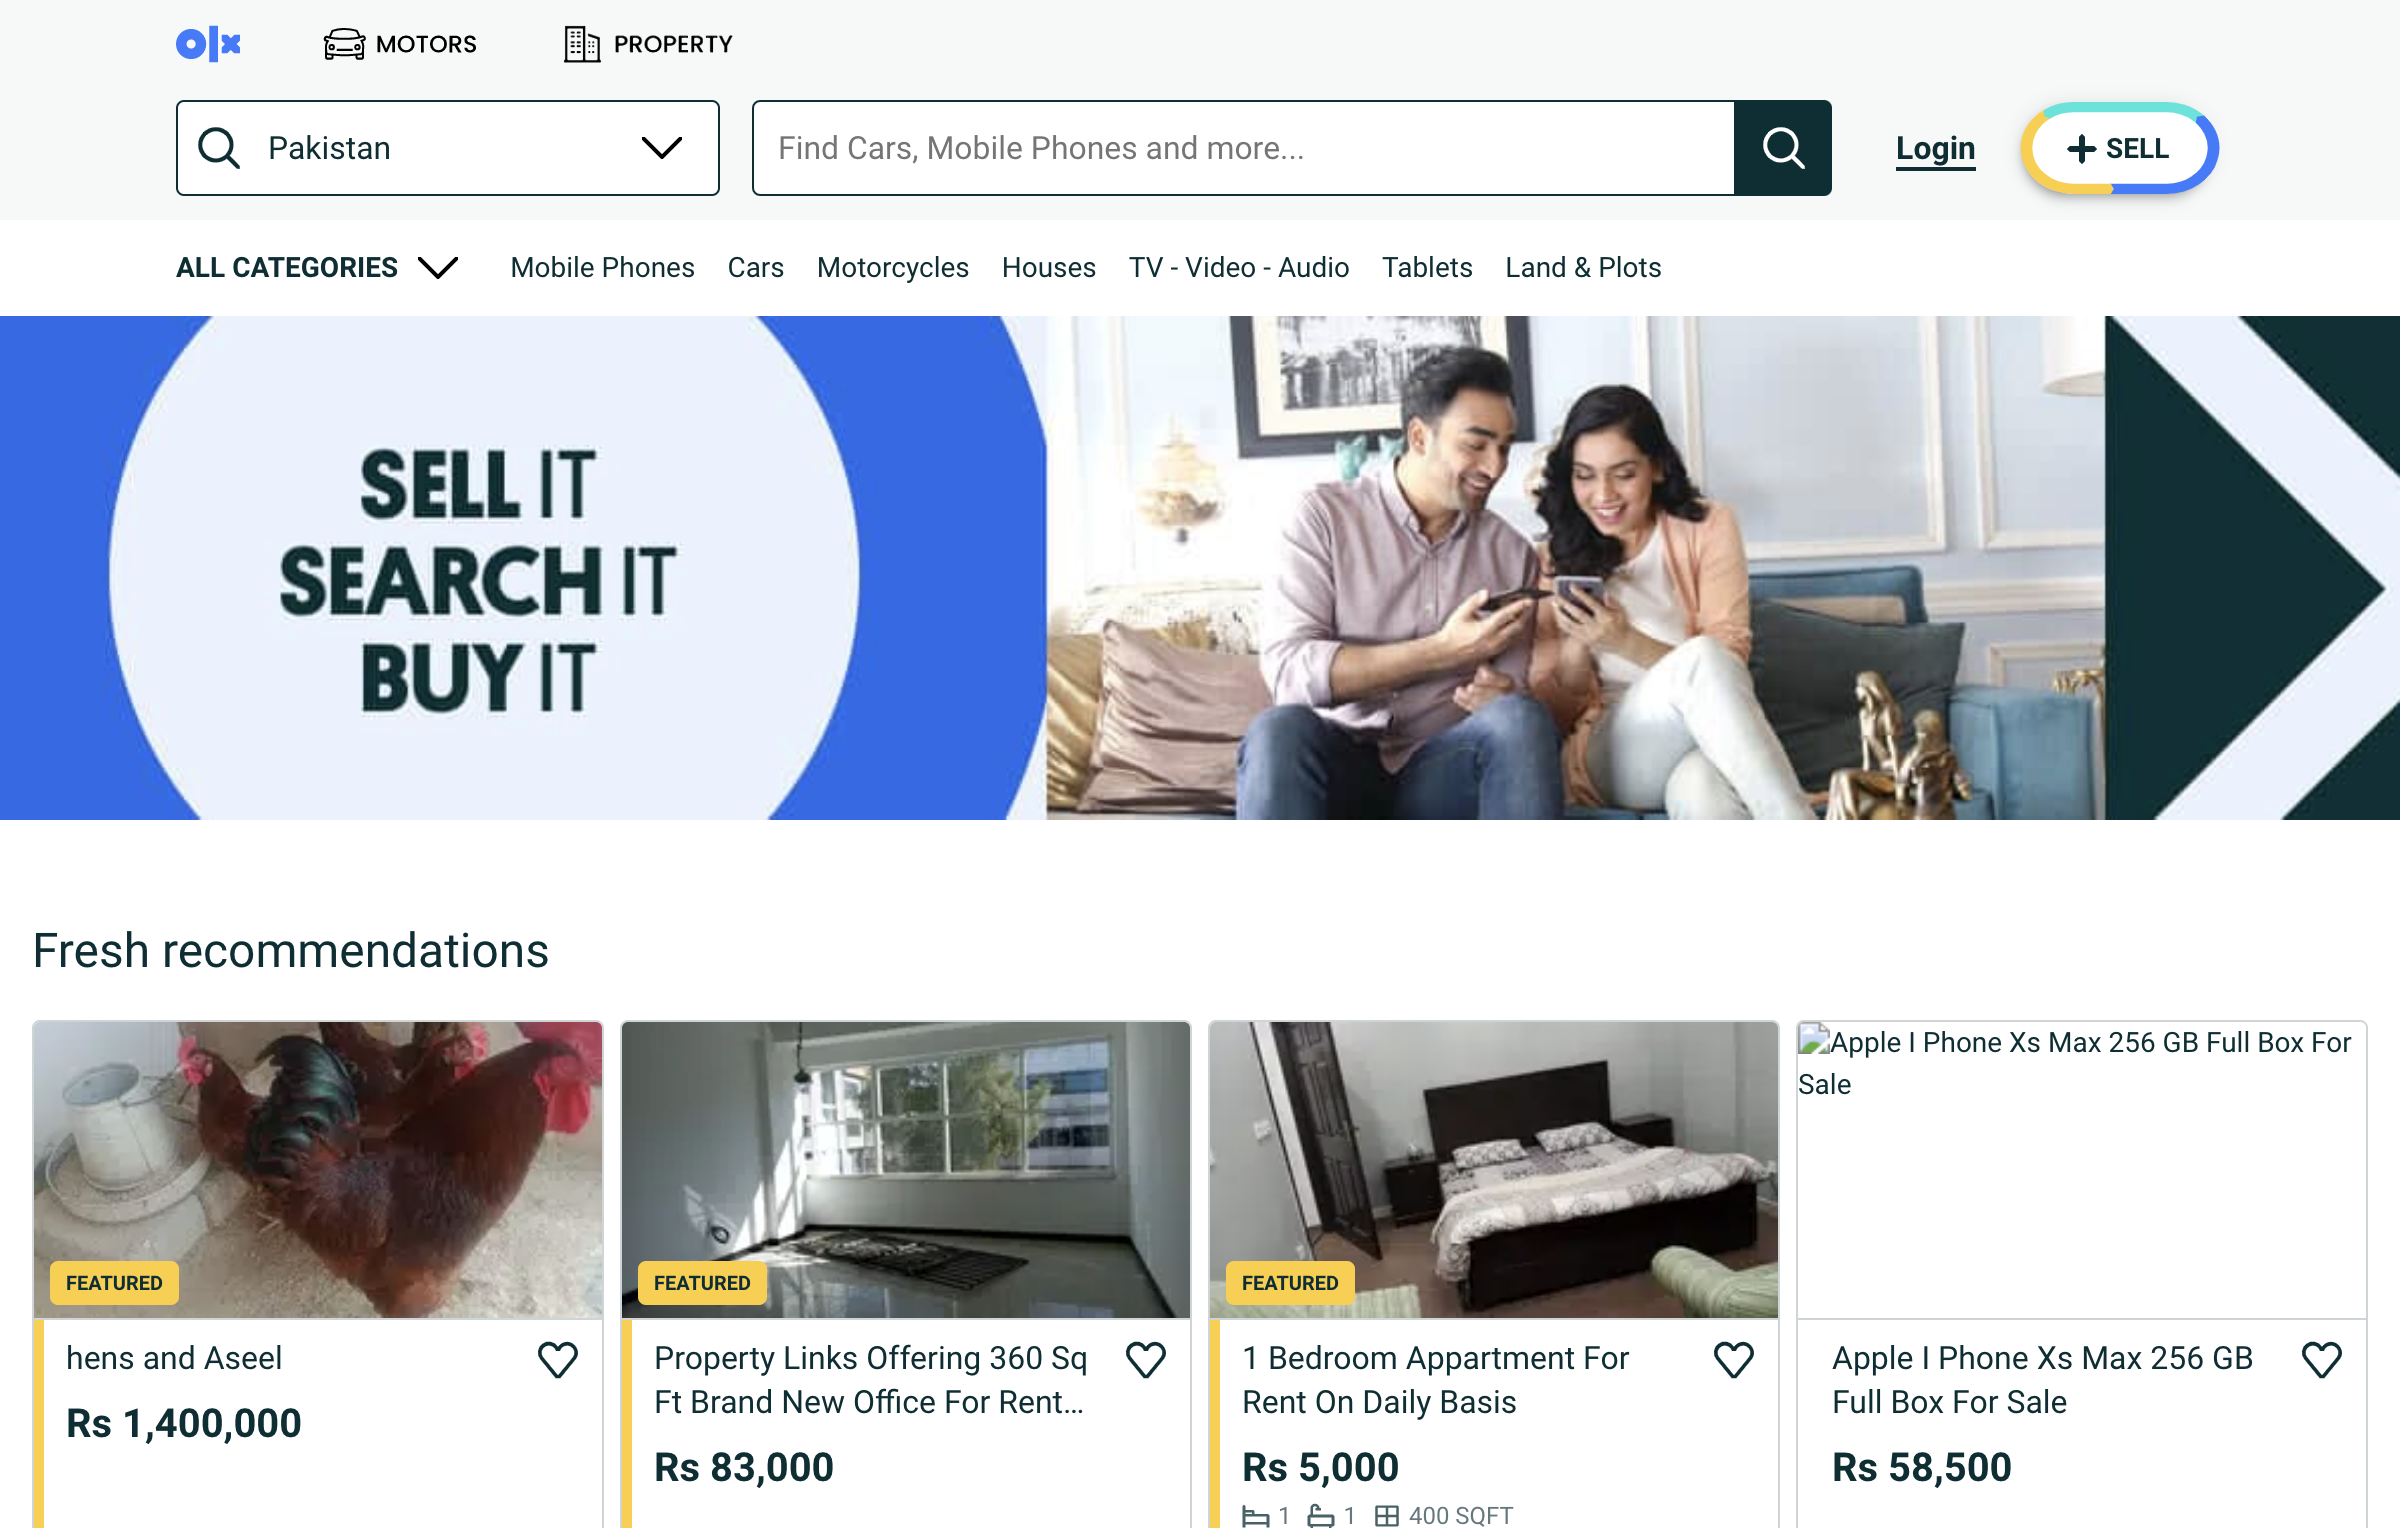 olx
MOTORS
PROPERTY
Pakistan
Find Cars, Mobile Phones and more...
Login
SELL
ALL CATEGORIES
Mobile Phones
Cars
Motorcycles
Houses
TV - Video - Audio
Tablets
Land & Plots
SELL IT
SEARCH IT
BUY IT
Fresh recommendations
FEATURED
hens and Aseel
Rs 1,400,000
FEATURED
Property Links Offering 360 Sq
Ft Brand New Office For Rent...
Rs 83,000
FEATURED
1 Bedroom Appartment For
Rent On Daily Basis
Rs 5,000
1 1 400 SQFT
Apple I Phone Xs Max 256 GB Full Box For
Sale
Apple I Phone Xs Max 256 GB
Full Box For Sale
Rs 58,500